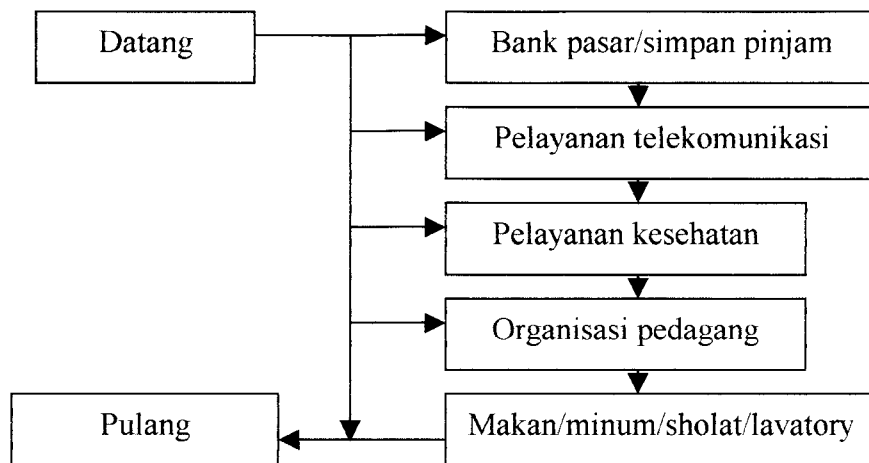 Datang
Bank pasar/simpan pinjam
Pelayanan telekomunikasi
Pelayanan kesehatan
Organisasi pedagang
Pulang
Makan/minum/sholat/lavatory